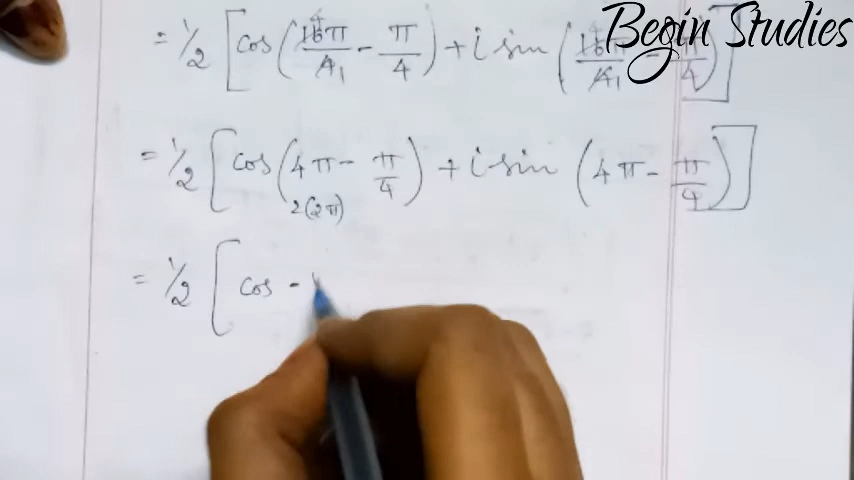 Begin Studies
= 1/2 [cos (16π/4 - π/4) + i sin (16π/4 - π/4)]
= 1/2 [cos (4π - π/4) + i sin (4π - π/4)]
2(2π)
= 1/2 [cos -